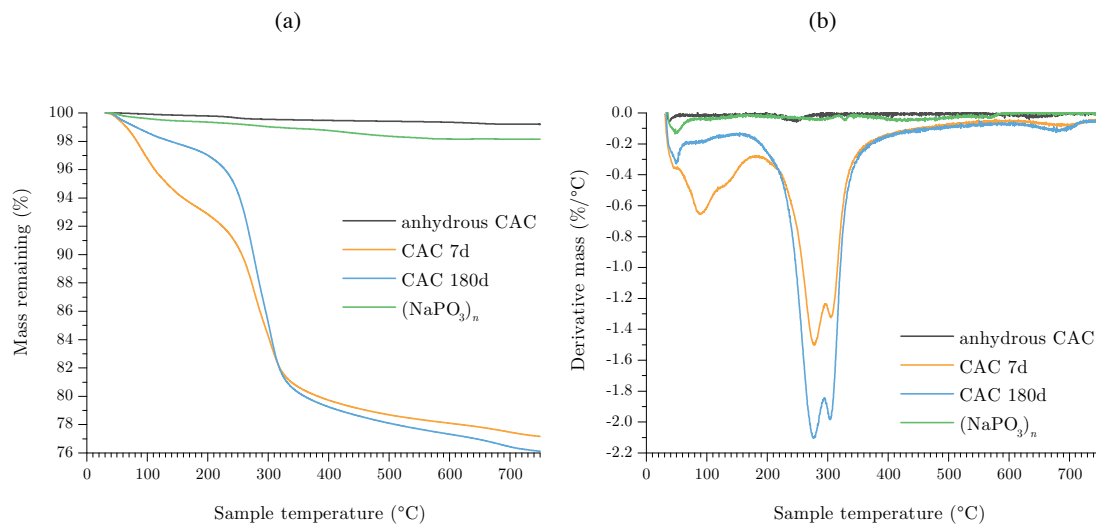 (a)
(b)
100
98
96
94
92
90
88
86
84
82
80
78
76
0
100
200
300
400
500
600
700
Mass remaining (%)
Sample temperature (°C)
anhydrous CAC
CAC 7d
CAC 180d
(NaPO₃)ₙ
0.0
-0.2
-0.4
-0.6
-0.8
-1.0
-1.2
-1.4
-1.6
-1.8
-2.0
-2.2
0
100
200
300
400
500
600
700
Derivative mass (%/°C)
Sample temperature (°C)
anhydrous CAC
CAC 7d
CAC 180d
(NaPO₃)ₙ